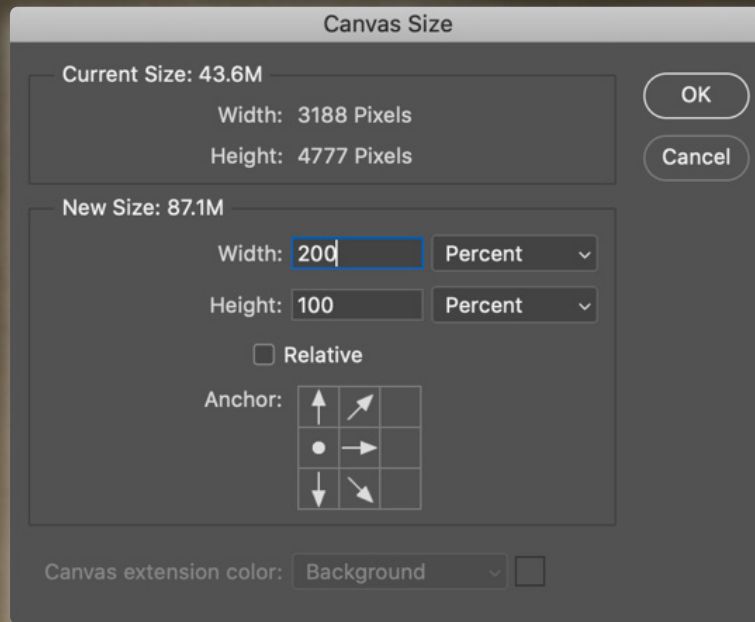 Canvas Size
Current Size: 43.6M
Width: 3188 Pixels
Height: 4777 Pixels
OK
Cancel
New Size: 87.1M
Width: 200 Percent
Height: 100 Percent
Relative
Anchor:
Canvas extension color: Background